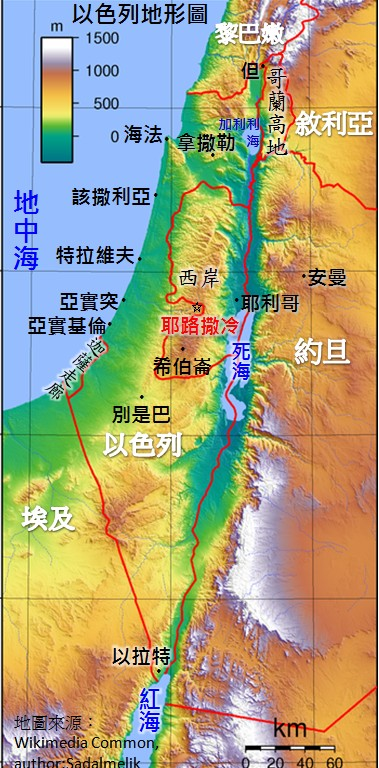 以色列地形圖
m
1500
1000
500
0
黎巴嫩
但
哥蘭高地
敘利亞
加利利
海
海法
拿撒勒
該撒利亞
地中海
特拉維夫
西岸
安曼
亞實突
耶利哥
亞實基倫
耶路撒冷
迦薩走廊
希伯崙
死海
約旦
別是巴
以色列
埃及
以拉特
紅海
地圖來源：
Wikimedia Common,
author:Sadalmelik
km
0 20 40 60